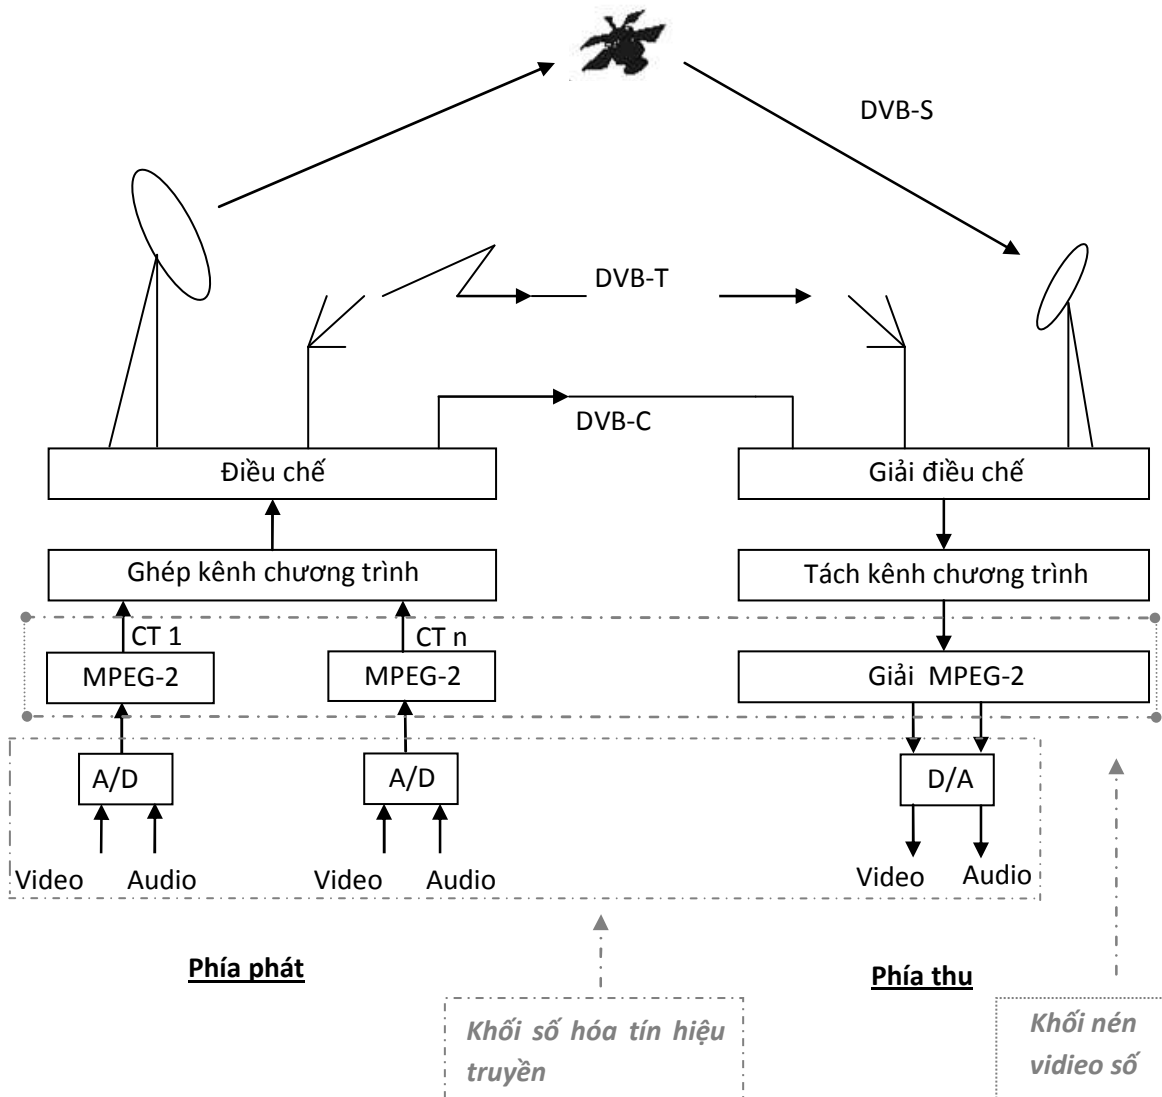 DVB-S
DVB-T
DVB-C
Điều chế
Giải điều chế
Ghép kênh chương trình
Tách kênh chương trình
CT 1
CT n
MPEG-2
MPEG-2
Giải MPEG-2
A/D
A/D
D/A
Video
Audio
Video
Audio
Video
Audio
Phía phát
Phía thu
Khối số hóa tín hiệu
truyền
Khối nén
vidieo số